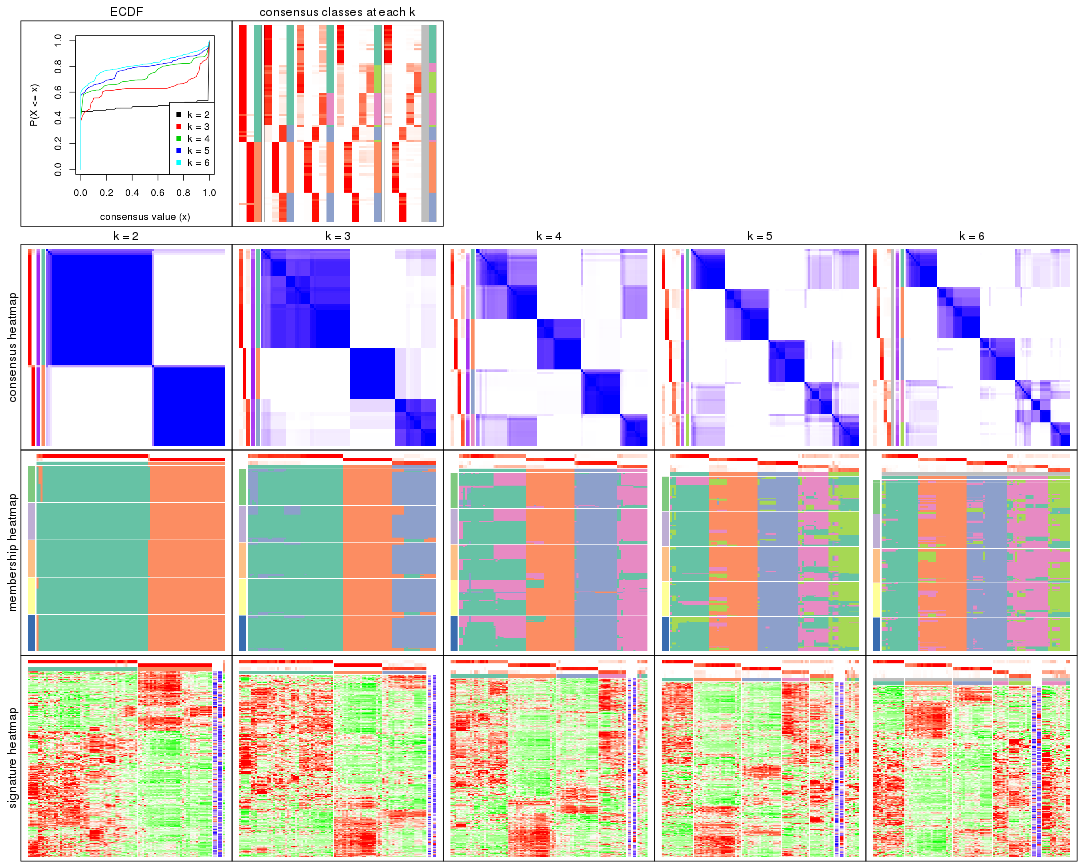 ECDF
consensus classes at each k
P(X <= x)
0.0 0.2 0.4 0.6 0.8 1.0
k = 2
k = 3
k = 4
k = 5
k = 6
0.0 0.2 0.4 0.6 0.8 1.0
consensus value (x)
k = 2 k = 3 k = 4 k = 5 k = 6
consensus heatmap
membership heatmap
signature heatmap